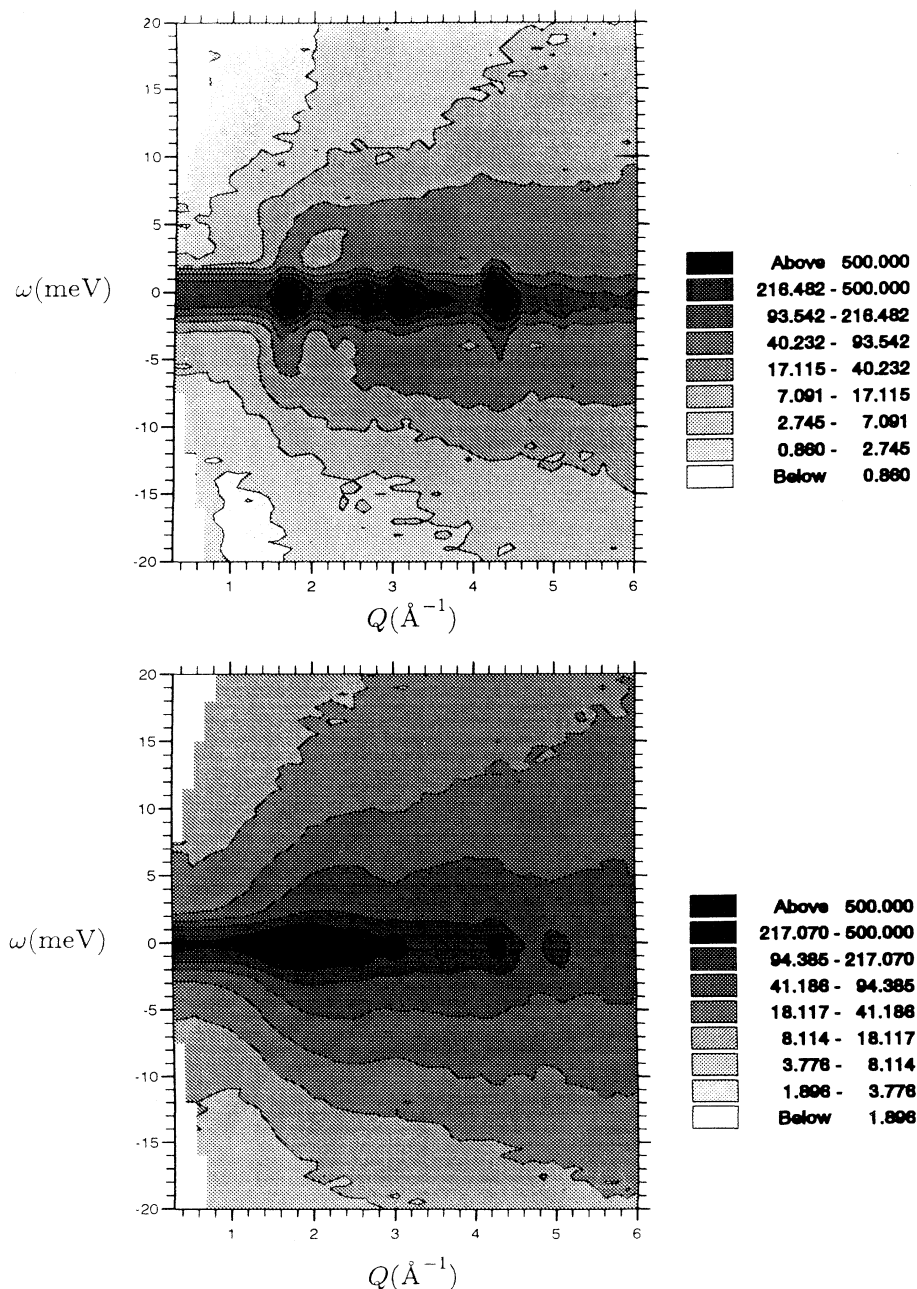 20
15
10
5
0
-5
-10
-15
-20
ω(meV)
1 2 3 4 5 6
Q(Å⁻¹)
Above 500.000
216.482 - 500.000
93.542 - 216.482
40.232 - 93.542
17.115 - 40.232
7.091 - 17.115
2.745 - 7.091
0.860 - 2.745
Below 0.860
20
15
10
5
0
-5
-10
-15
-20
ω(meV)
1 2 3 4 5 6
Q(Å⁻¹)
Above 500.000
217.070 - 500.000
94.385 - 217.070
41.186 - 94.385
18.117 - 41.186
8.114 - 18.117
3.776 - 8.114
1.896 - 3.776
Below 1.896